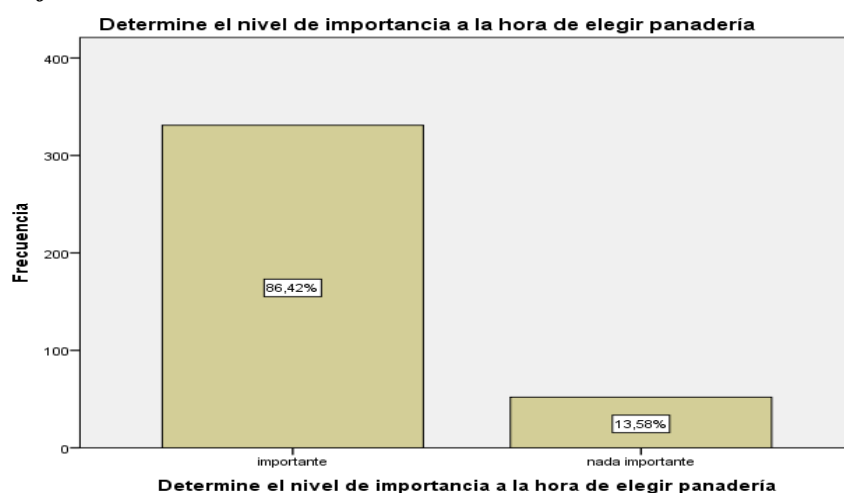 Determine el nivel de importancia a la hora de elegir panadería
400
300
200
100
0
Frecuencia
86,42%
13,58%
importante
nada importante
Determine el nivel de importancia a la hora de elegir panadería